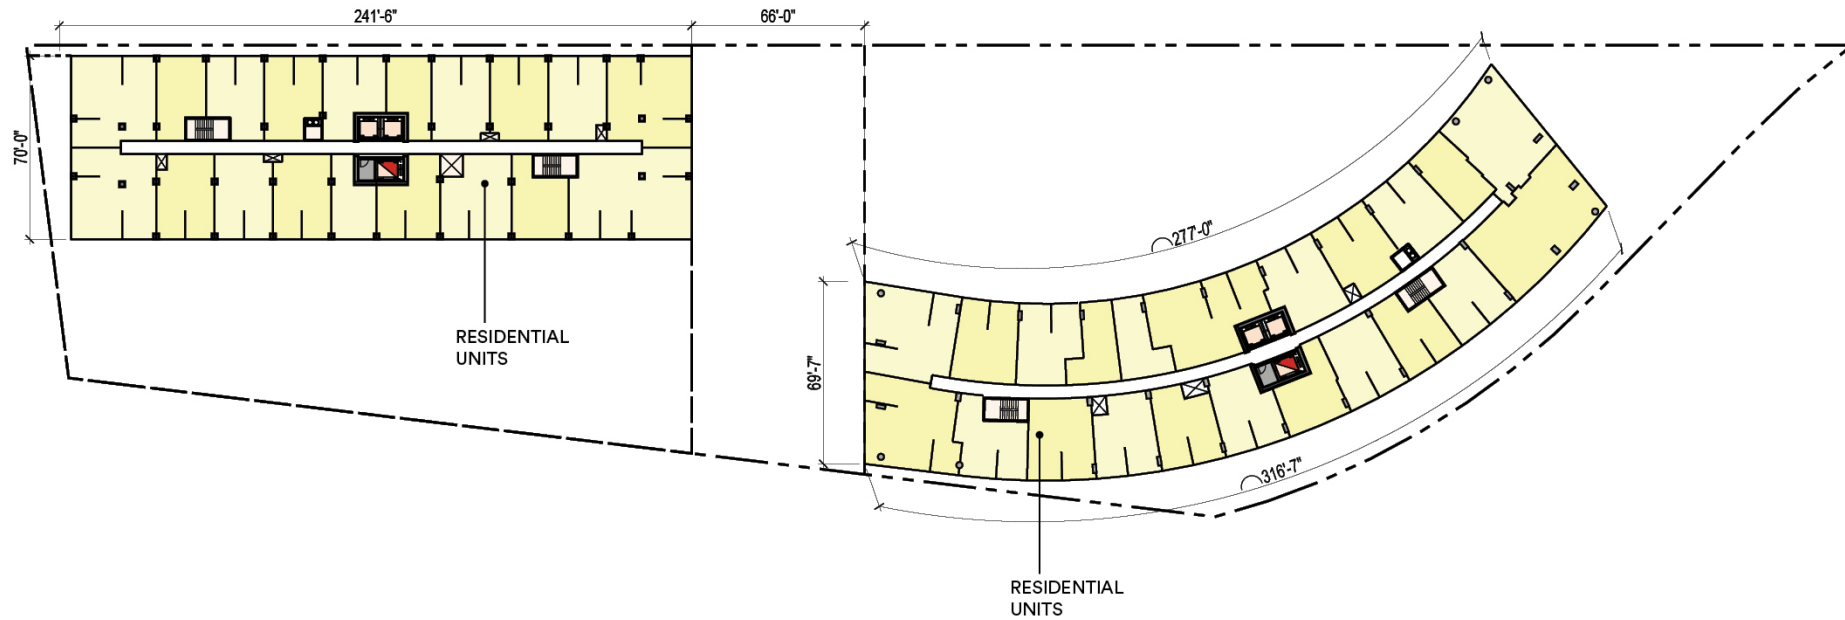 241'-6"
66'-0"
70'-0"
277'-0"
RESIDENTIAL
UNITS
69'-7"
316'-7"
RESIDENTIAL
UNITS